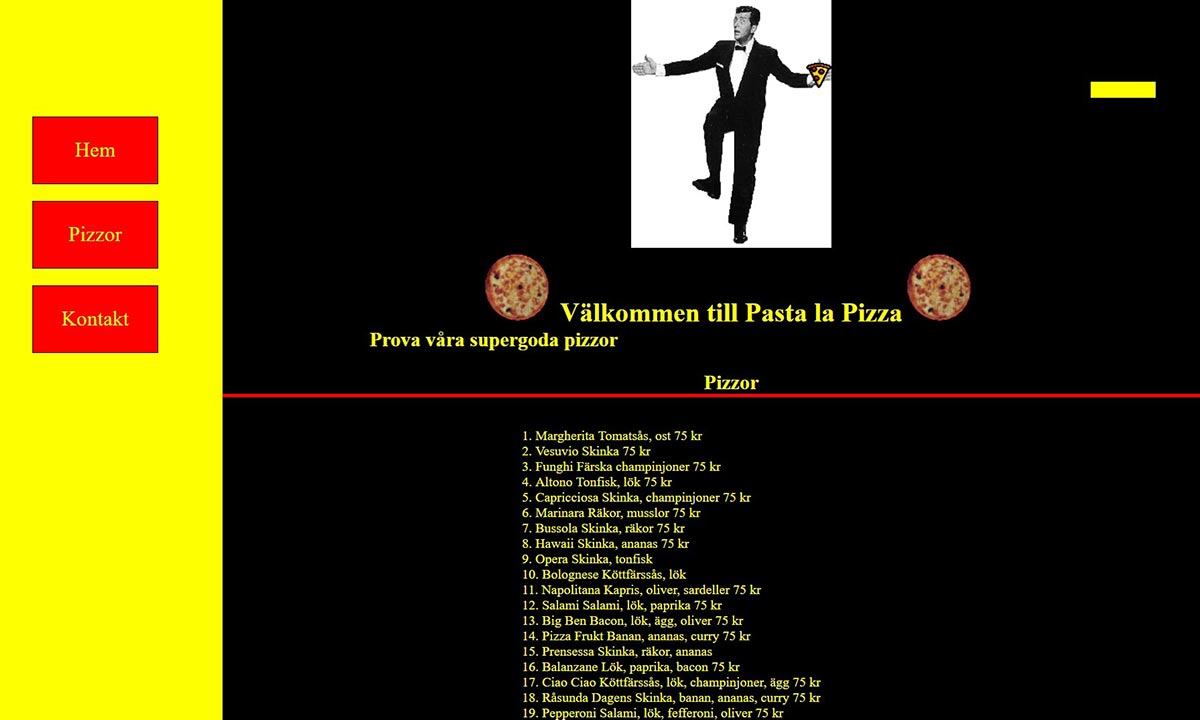 Hem
Pizzor
Kontakt
Välkommen till Pasta la Pizza
Prova våra supergoda pizzor
Pizzor
1. Margherita Tomatsås, ost 75 kr
2. Vesuvio Skinka 75 kr
3. Funghi Färska champinjoner 75 kr
4. Altono Tonfisk, lök 75 kr
5. Capricciosa Skinka, champinjoner 75 kr
6. Marinara Räkor, musslor 75 kr
7. Bussola Skinka, räkor 75 kr
8. Hawaii Skinka, ananas 75 kr
9. Opera Skinka, tonfisk
10. Bolognese Köttfärssås, lök
11. Napolitana Kapris, oliver, sardeller 75 kr
12. Salami Salami, lök, paprika 75 kr
13. Big Ben Bacon, lök, ägg, oliver 75 kr
14. Pizza Frukt Banan, ananas, curry 75 kr
15. Prensessa Skinka, räkor, ananas
16. Balanzane Lök, paprika, bacon 75 kr
17. Ciao Ciao Köttfärssås, lök, champinjoner, ägg 75 kr
18. Råsunda Dagens Skinka, banan, ananas, curry 75 kr
19. Pepperoni Salami, lök, fefferoni, oliver 75 kr